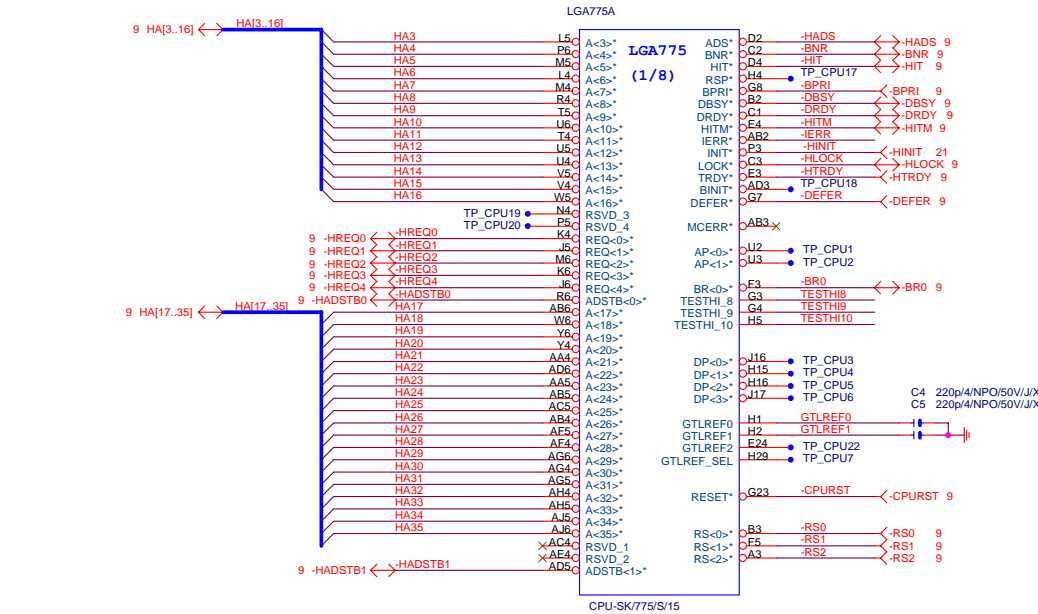 LGA775A
LGA775
(1/8)
9 HA[3..16] HA[3..16]
HA3 L5 A<3>*
HA4 P6 A<4>*
HA5 M5 A<5>*
HA6 L4 A<6>*
HA7 M4 A<7>*
HA8 R4 A<8>*
HA9 T5 A<9>*
HA10 U6 A<10>*
HA11 T4 A<11>*
HA12 U5 A<12>*
HA13 U4 A<13>*
HA14 V5 A<14>*
HA15 V4 A<15>*
HA16 W5 A<16>*
TP_CPU19 N4 RSVD_3
TP_CPU20 P5 RSVD_4
9 -HREQ0 -HREQ0 K4 REQ<0>*
9 -HREQ1 -HREQ1 J5 REQ<1>*
9 -HREQ2 -HREQ2 M6 REQ<2>*
9 -HREQ3 -HREQ3 K6 REQ<3>*
9 -HREQ4 -HREQ4 J6 REQ<4>*
9 -HADSTB0 -HADSTB0 R6 ADSTB<0>*
9 HA[17..35] HA[17..35]
HA17 AB6 A<17>*
HA18 W6 A<18>*
HA19 Y6 A<19>*
HA20 Y4 A<20>*
HA21 AA4 A<21>*
HA22 AD6 A<22>*
HA23 AA5 A<23>*
HA24 AB5 A<24>*
HA25 AC5 A<25>*
HA26 AB4 A<26>*
HA27 AF5 A<27>*
HA28 AF4 A<28>*
HA29 AG6 A<29>*
HA30 AG4 A<30>*
HA31 AG5 A<31>*
HA32 AH4 A<32>*
HA33 AH5 A<33>*
HA34 AJ5 A<34>*
HA35 AJ6 A<35>*
AC4 RSVD_1
AE4 RSVD_2
9 -HADSTB1 -HADSTB1 AD5 ADSTB<1>*
ADS* D2 -HADS -HADS 9
BNR* C2 -BNR -BNR 9
HIT* D4 -HIT -HIT 9
RSP* H4 TP_CPU17
BPRI* G8 -BPRI -BPRI 9
DBSY* B2 -DBSY -DBSY 9
DRDY* C1 -DRDY -DRDY 9
HITM* E4 -HITM -HITM 9
IERR* AB2 -IERR
INIT* P3 -HINIT -HINIT 21
LOCK* C3 -HLOCK -HLOCK 9
TRDY* E3 -HTRDY -HTRDY 9
BINIT* AD3 TP_CPU18
DEFER* G7 -DEFER -DEFER 9
MCERR* AB3
AP<0>* U2 TP_CPU1
AP<1>* U3 TP_CPU2
BR<0>* F3 -BR0 -BR0 9
TESTHI_8 G3 TESTHI8
TESTHI_9 G4 TESTHI9
TESTHI_10 H5 TESTHI10
DP<0>* J16 TP_CPU3
DP<1>* H15 TP_CPU4
DP<2>* H16 TP_CPU5
DP<3>* J17 TP_CPU6
C4 220p/4/NPO/50V/J/X
C5 220p/4/NPO/50V/J/X
GTLREF0 H1 GTLREF0
GTLREF1 H2 GTLREF1
GTLREF2 E24 TP_CPU22
GTLREF_SEL H29 TP_CPU7
RESET* G23 -CPURST -CPURST 9
RS<0>* B3 -RS0 -RS0 9
RS<1>* F5 -RS1 -RS1 9
RS<2>* A3 -RS2 -RS2 9
CPU-SK/775/S/15